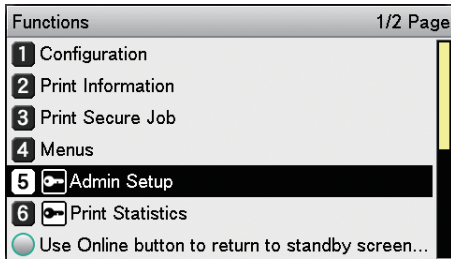 Functions 1/2 Page
1 Configuration
2 Print Information
3 Print Secure Job
4 Menus
5 Admin Setup
6 Print Statistics
Use Online button to return to standby screen...